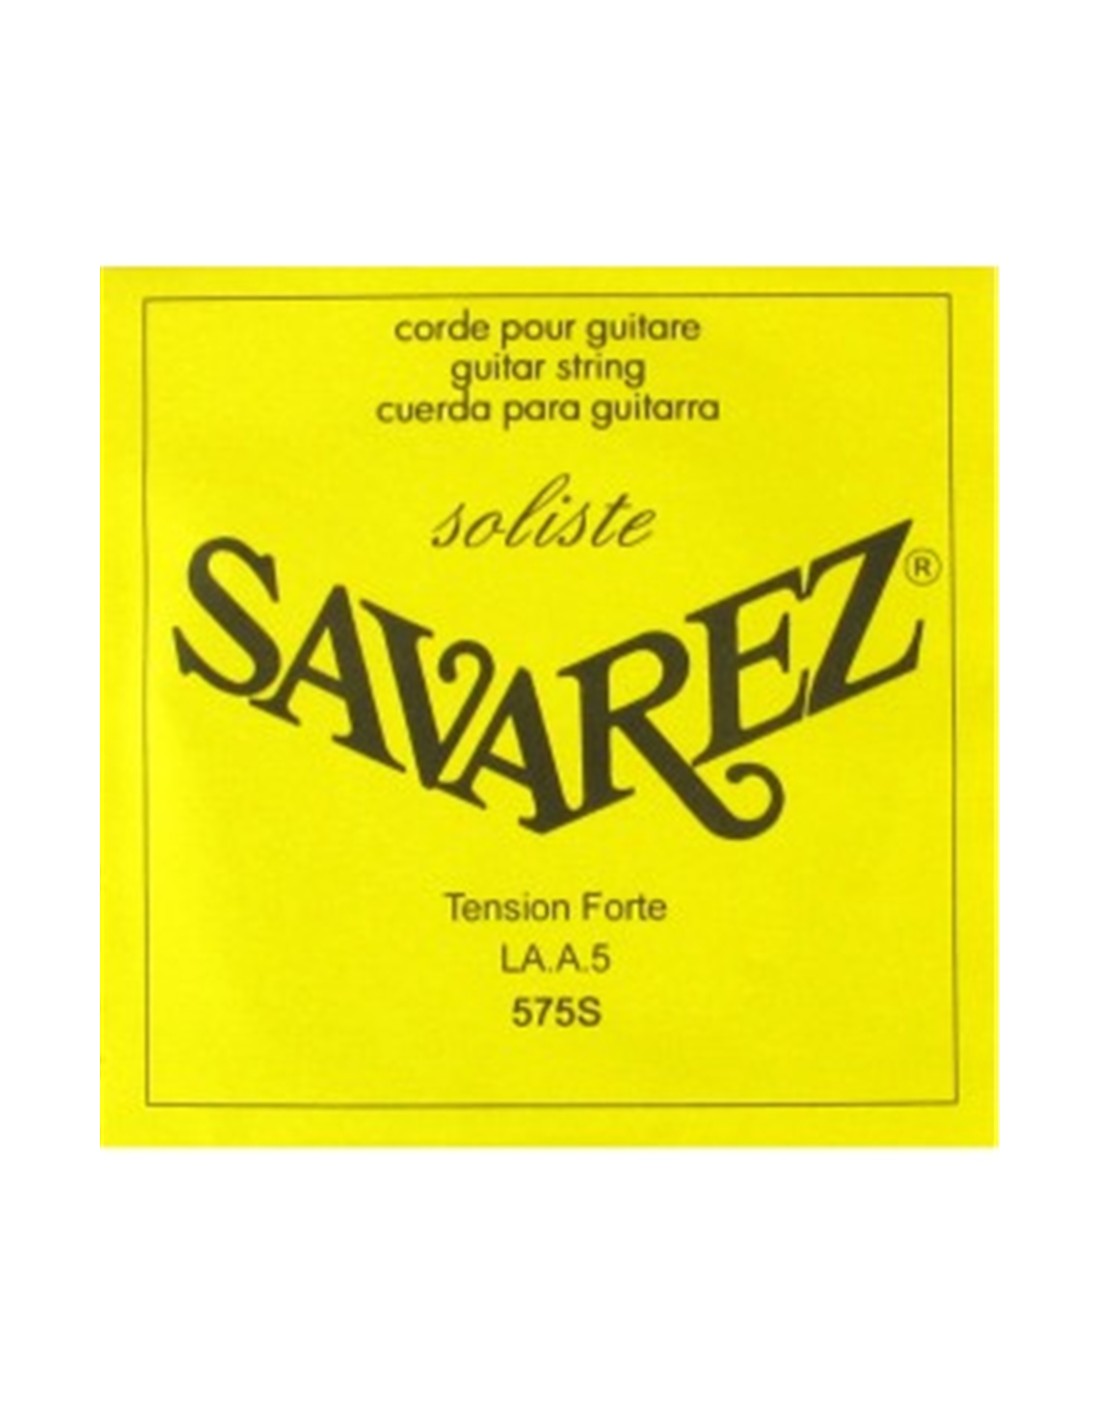 corde pour guitare
guitar string
cuerda para guitarra
soliste
SAVAREZ®
Tension Forte
LA.A.5
575S